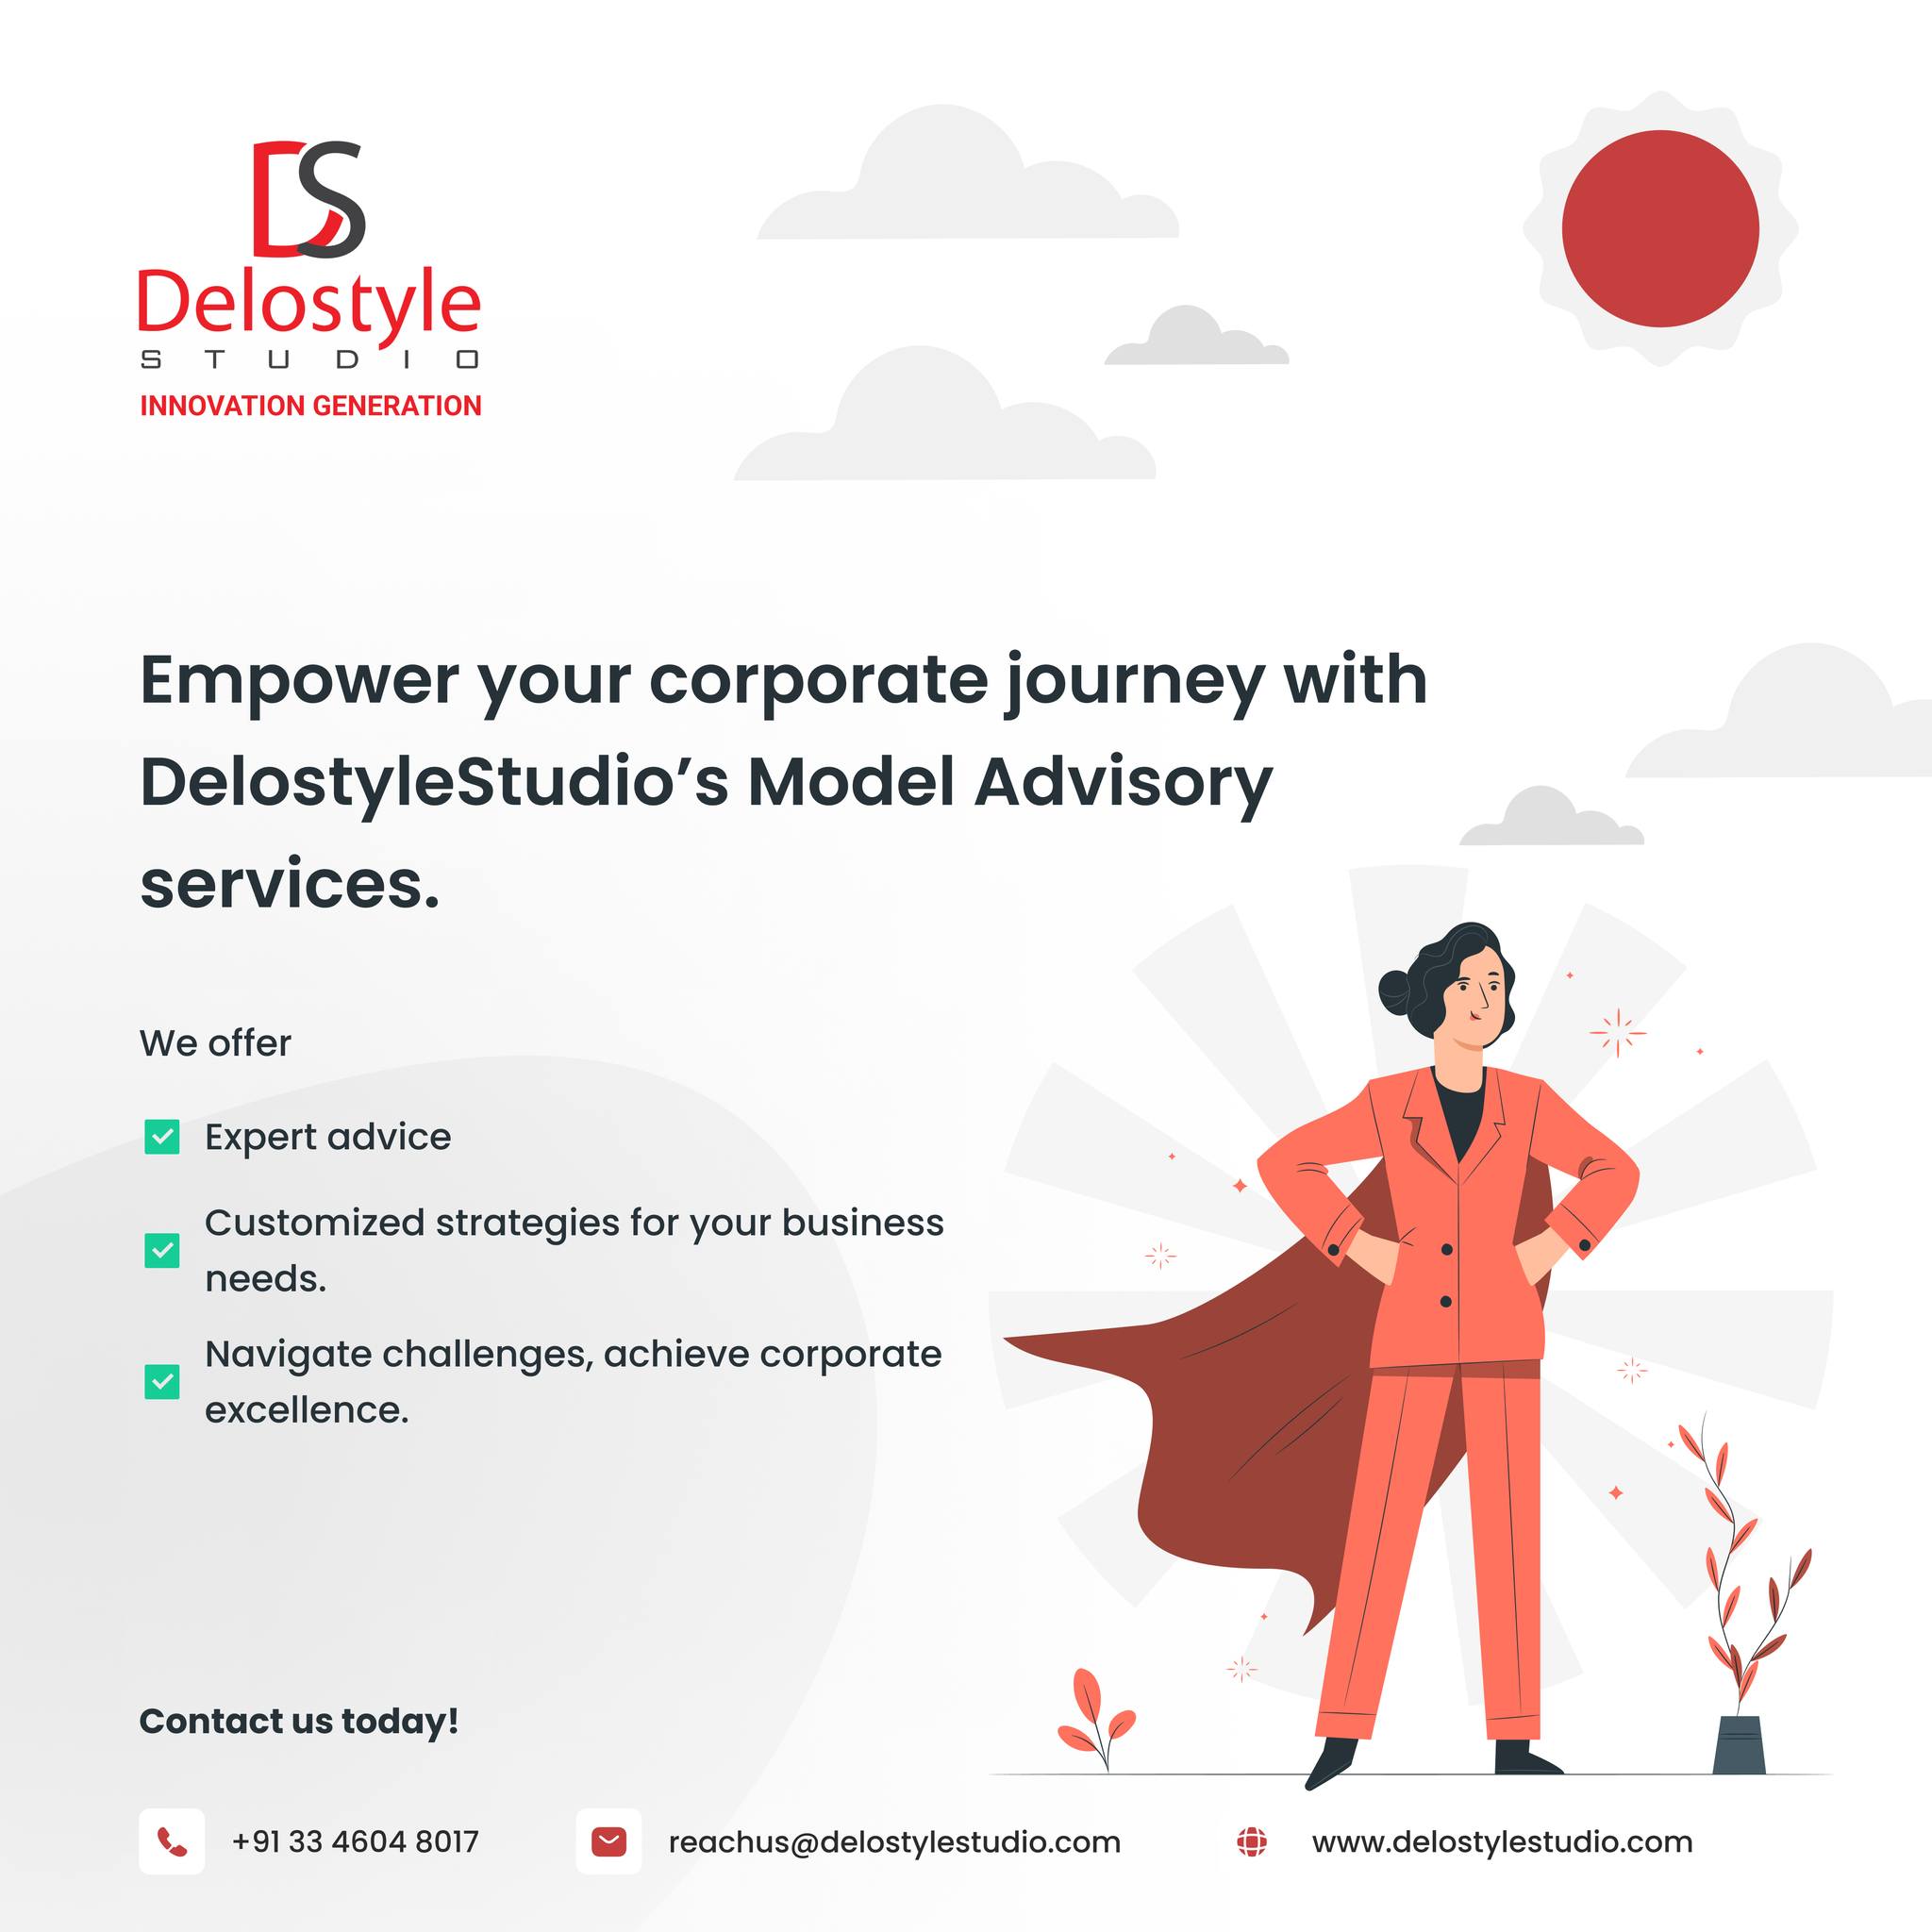 DS
Delostyle
STUDIO
INNOVATION GENERATION
Empower your corporate journey with
DelostyleStudio’s Model Advisory
services.
We offer
Expert advice
Customized strategies for your business
needs.
Navigate challenges, achieve corporate
excellence.
Contact us today!
+91 33 4604 8017
reachus@delostylestudio.com
www.delostylestudio.com